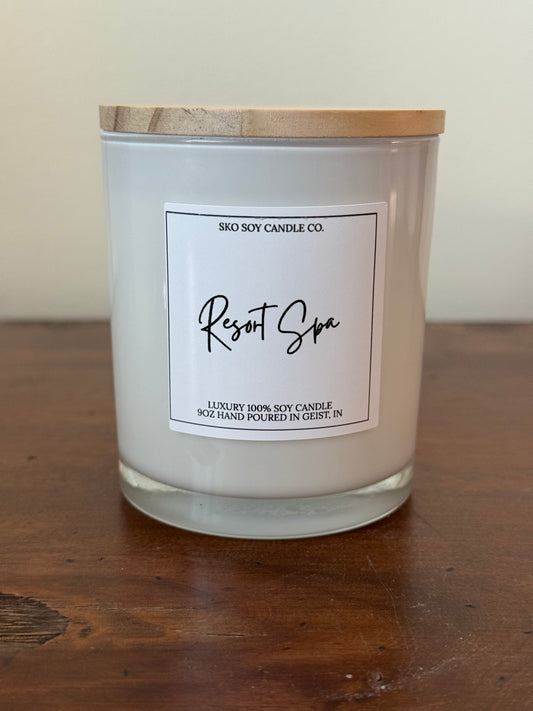 SKO SOY CANDLE CO.
Resort Spa
LUXURY 100% SOY CANDLE
9OZ HAND POURED IN GEIST, IN